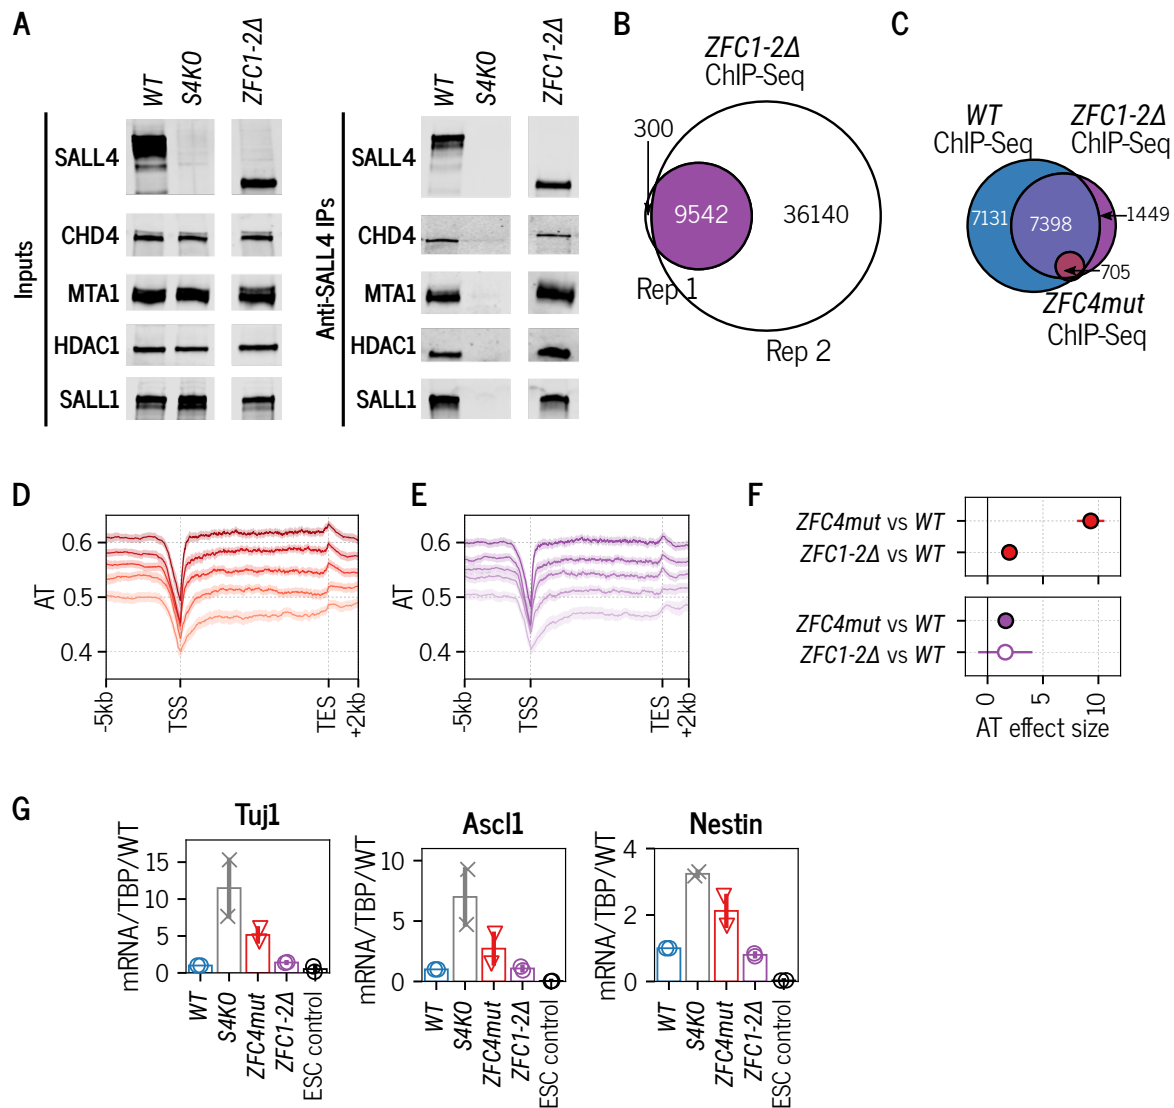 A
WT
S4KO
ZFC1-2Δ
Inputs
SALL4
CHD4
MTA1
HDAC1
SALL1
WT
S4KO
ZFC1-2Δ
Anti-SALL4 IPs
SALL4
CHD4
MTA1
HDAC1
SALL1
B
ZFC1-2Δ
ChIP-Seq
300
9542
36140
Rep 1
Rep 2
C
WT
ChIP-Seq
ZFC1-2Δ
ChIP-Seq
7131
7398
1449
705
ZFC4mut
ChIP-Seq
D
AT
0.6
0.5
0.4
-5kb
TSS
TES
+2kb
E
AT
0.6
0.5
0.4
-5kb
TSS
TES
+2kb
F
ZFC4mut vs WT
ZFC1-2Δ vs WT
ZFC4mut vs WT
ZFC1-2Δ vs WT
0
5
10
AT effect size
G
Tuj1
mRNA/TBP/WT
15
10
5
0
WT
S4KO
ZFC4mut
ZFC1-2Δ
ESC control
Ascl1
mRNA/TBP/WT
10
5
0
WT
S4KO
ZFC4mut
ZFC1-2Δ
ESC control
Nestin
mRNA/TBP/WT
4
2
0
WT
S4KO
ZFC4mut
ZFC1-2Δ
ESC control